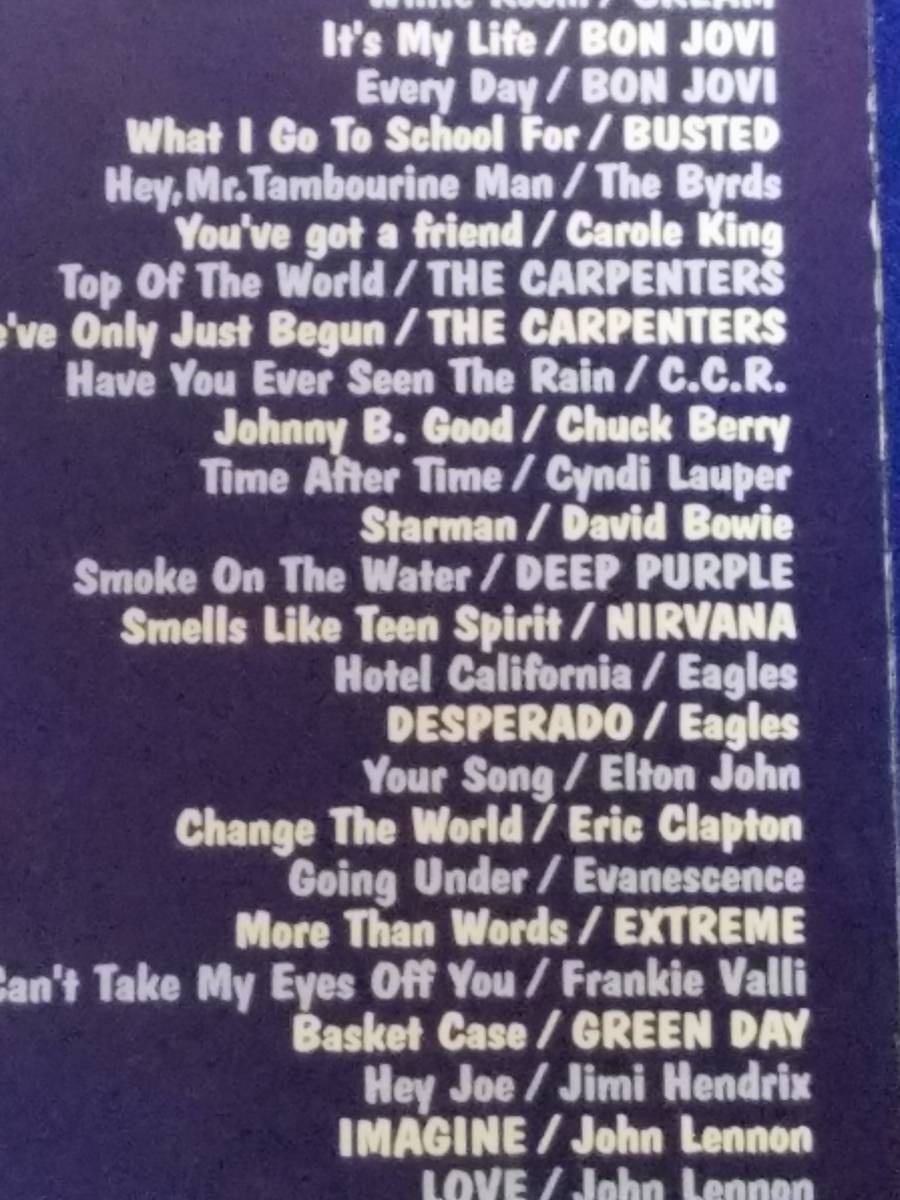 White Room / CREAM
It's My Life / BON JOVI
Every Day / BON JOVI
What I Go To School For / BUSTED
Hey,Mr.Tambourine Man / The Byrds
You've got a friend / Carole King
Top Of The World / THE CARPENTERS
e've Only Just Begun / THE CARPENTERS
Have You Ever Seen The Rain / C.C.R.
Johnny B. Good / Chuck Berry
Time After Time / Cyndi Lauper
Starman / David Bowie
Smoke On The Water / DEEP PURPLE
Smells Like Teen Spirit / NIRVANA
Hotel California / Eagles
DESPERADO / Eagles
Your Song / Elton John
Change The World / Eric Clapton
Going Under / Evanescence
More Than Words / EXTREME
Can't Take My Eyes Off You / Frankie Valli
Basket Case / GREEN DAY
Hey Joe / Jimi Hendrix
IMAGINE / John Lennon
LOVE / John Lennon